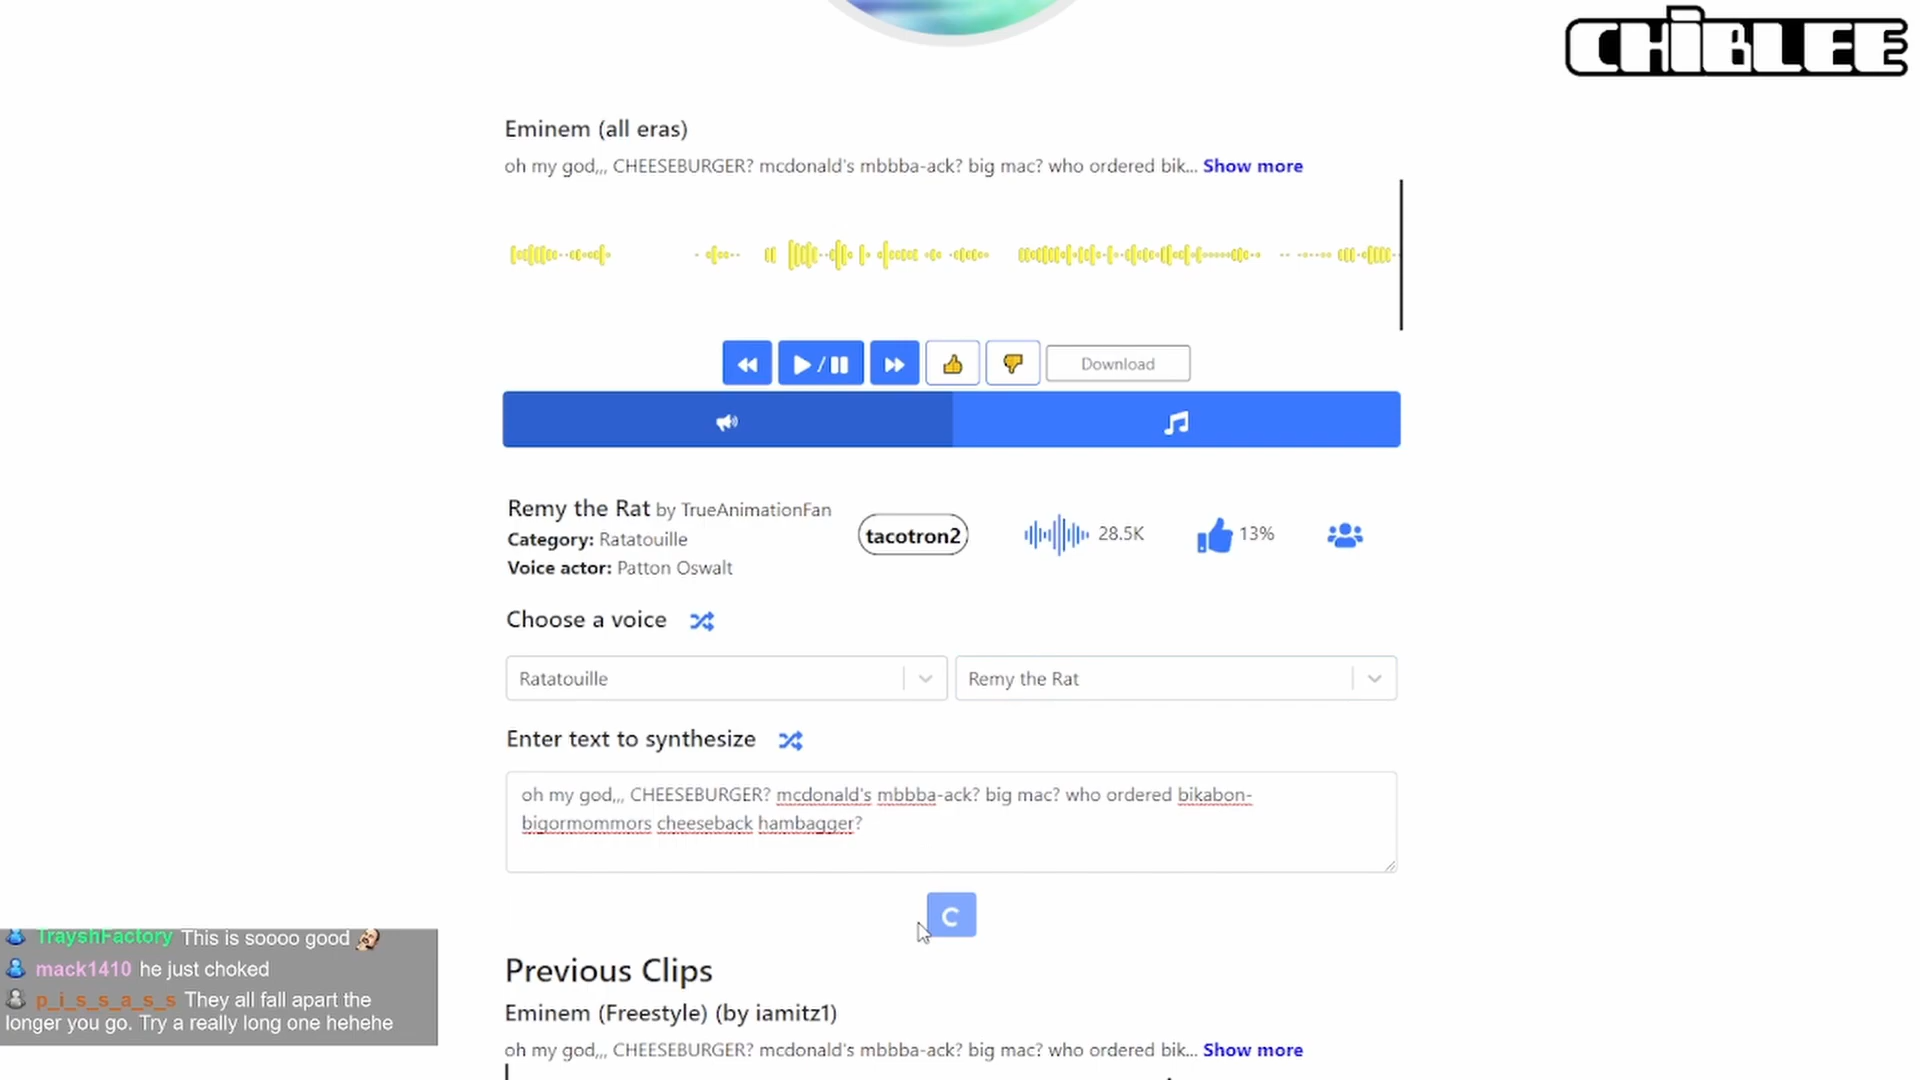 CHiBLEE
Eminem (all eras)
oh my god,,, CHEESEBURGER? mcdonald's mbbba-ack? big mac? who ordered bik... Show more
Download
Remy the Rat by TrueAnimationFan
Category: Ratatouille
Voice actor: Patton Oswalt
tacotron2
28.5K
13%
Choose a voice
Ratatouille
Remy the Rat
Enter text to synthesize
oh my god,,, CHEESEBURGER? mcdonald's mbbba-ack? big mac? who ordered bikabon-
bigormommors cheeseback hambagger?
TrayshFactory This is soooo good
mack1410 he just choked
p_i_s_s_a_s_s They all fall apart the
longer you go. Try a really long one hehehe
Previous Clips
Eminem (Freestyle) (by iamitz1)
oh my god,,, CHEESEBURGER? mcdonald's mbbba-ack? big mac? who ordered bik... Show more